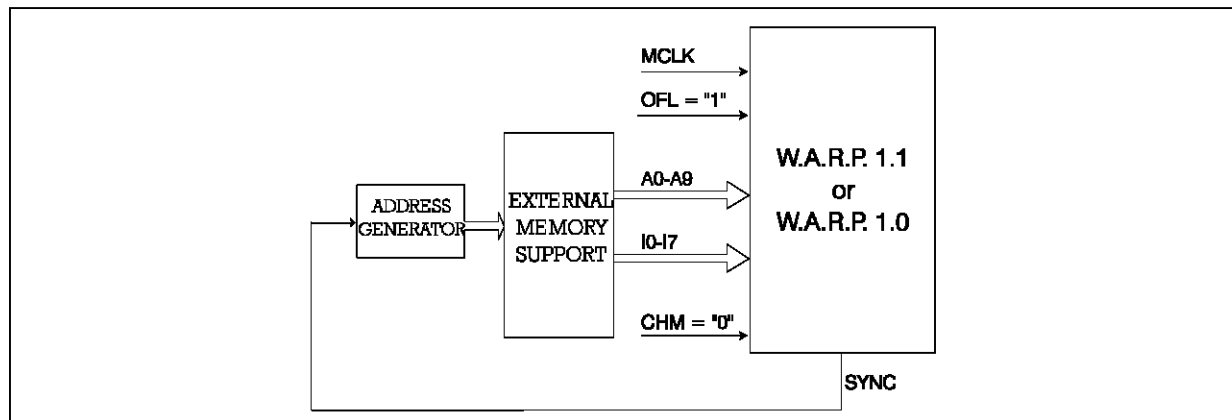 MCLK
OFL = "1"
W.A.R.P. 1.1
or
W.A.R.P. 1.0
A0-A9
ADDRESS
GENERATOR
EXTERNAL
MEMORY
SUPPORT
I0-I7
CHM = "0"
SYNC